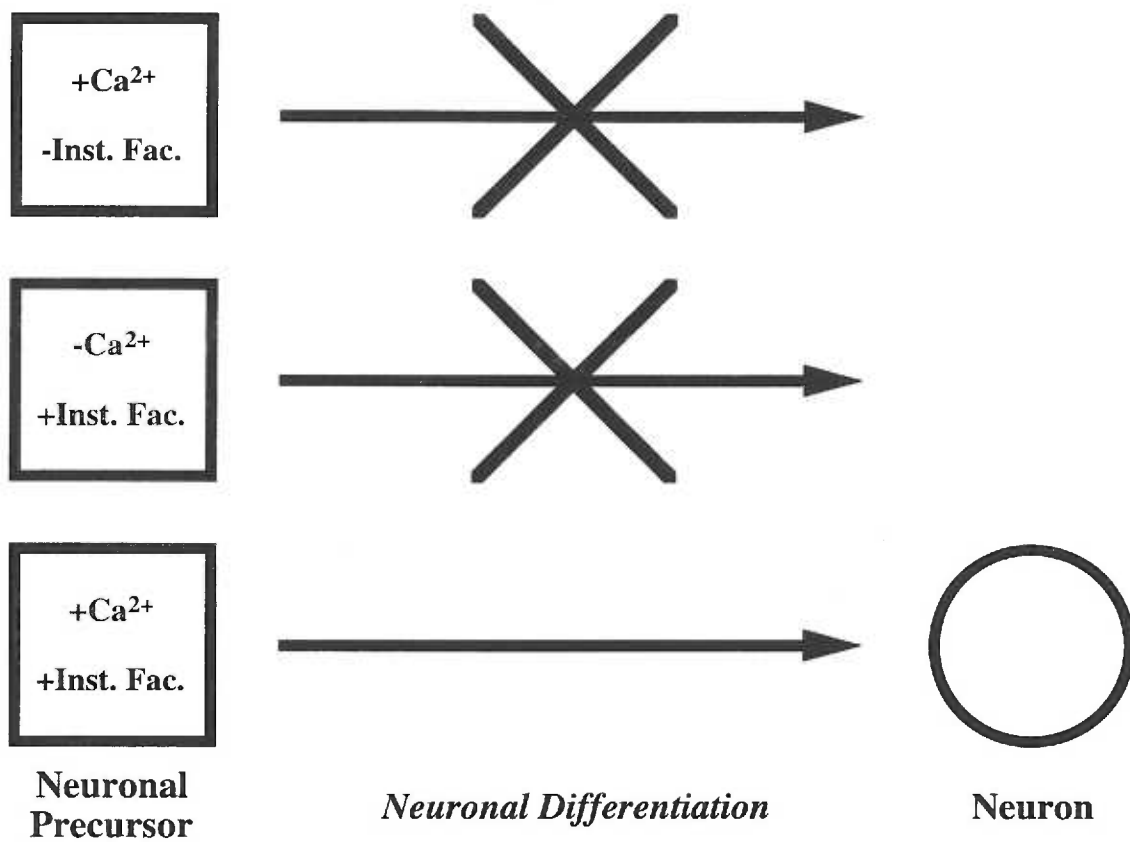 +Ca²⁺
-Inst. Fac.
-Ca²⁺
+Inst. Fac.
+Ca²⁺
+Inst. Fac.
Neuronal
Precursor
Neuronal Differentiation
Neuron